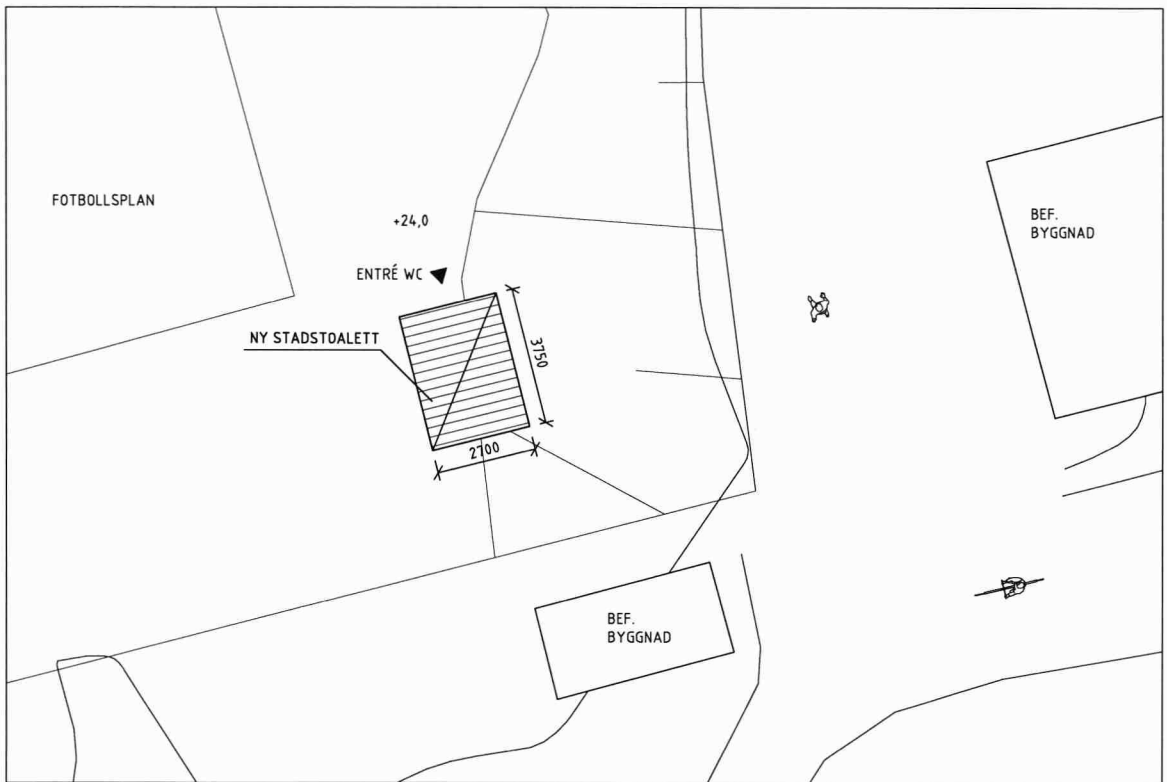 FOTBOLLSPLAN
+24,0
BEF.
BYGGNAD
ENTRÉ WC
NY STADSTOALETT
3750
2700
BEF.
BYGGNAD